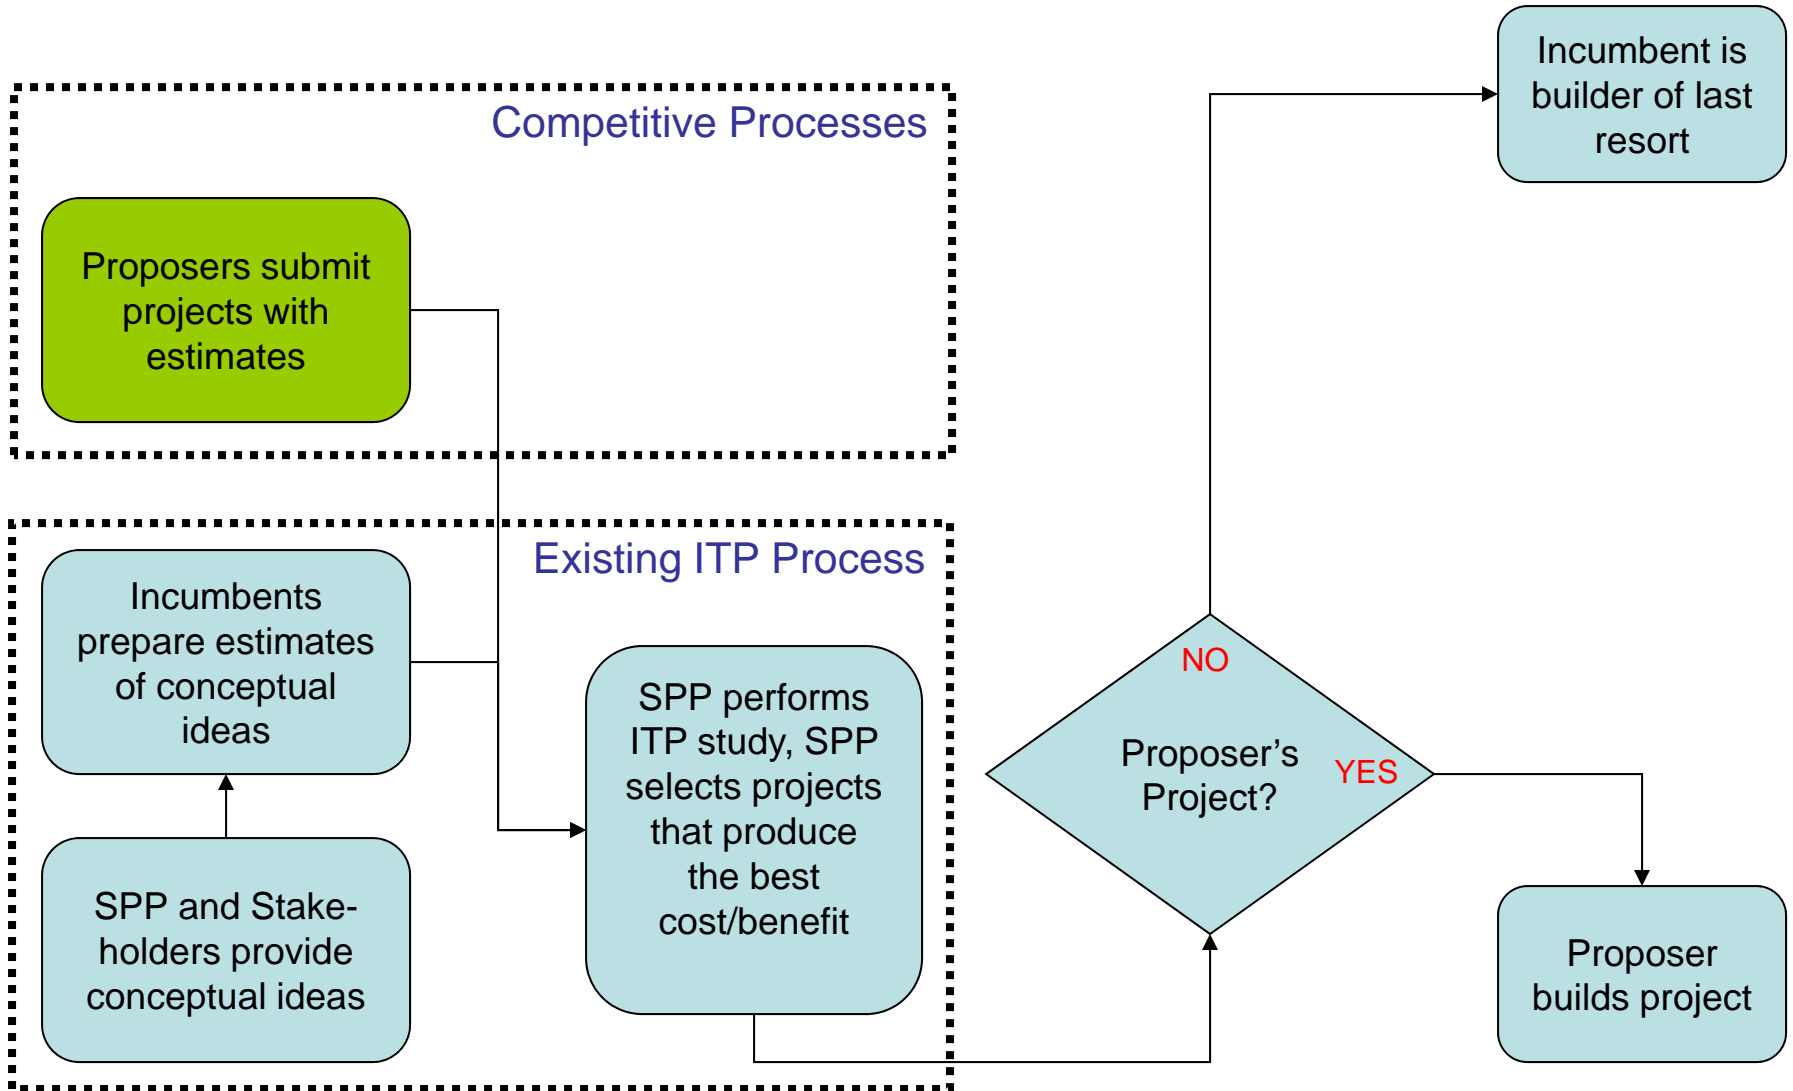 Competitive Processes
Proposers submit
projects with
estimates
Existing ITP Process
Incumbents
prepare estimates
of conceptual
ideas
SPP and Stake-
holders provide
conceptual ideas
SPP performs
ITP study, SPP
selects projects
that produce
the best
cost/benefit
NO
Proposer’s
Project?
YES
Incumbent is
builder of last
resort
Proposer
builds project